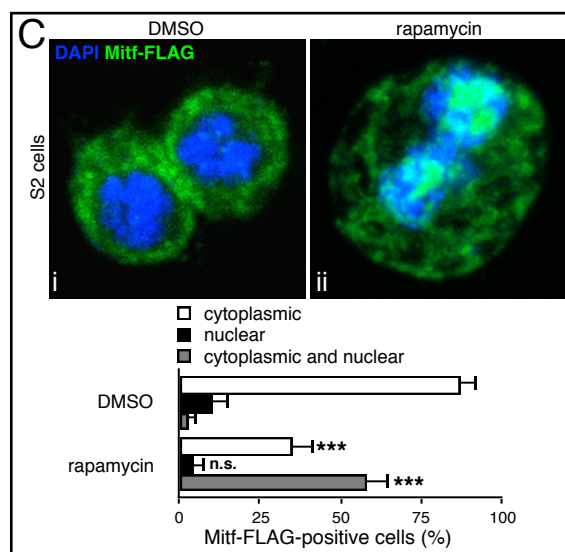 C
DMSO
rapamycin
DAPI Mitf-FLAG
S2 cells
i
ii
cytoplasmic
nuclear
cytoplasmic and nuclear
DMSO
rapamycin
***
n.s.
***
0 25 50 75 100
Mitf-FLAG-positive cells (%)